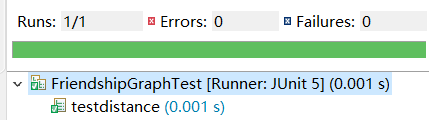 Runs: 1/1 Errors: 0 Failures: 0
FriendshipGraphTest [Runner: JUnit 5] (0.001 s)
testdistance (0.001 s)